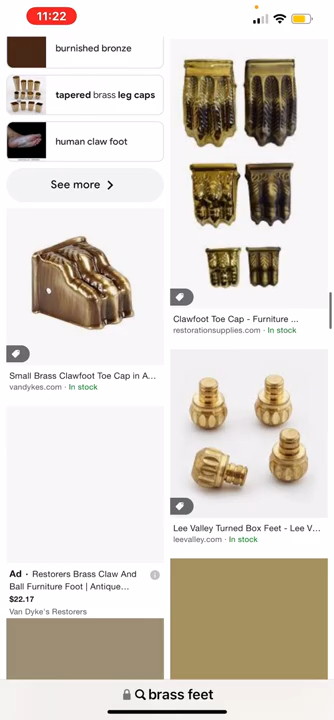 11:22
burnished bronze
tapered brass leg caps
human claw foot
See more
Small Brass Clawfoot Toe Cap in A...
vandykes.com · In stock
Ad · Restorers Brass Claw And
Ball Furniture Foot | Antique...
$22.17
Van Dyke's Restorers
Clawfoot Toe Cap - Furniture ...
restorationsupplies.com · In stock
Lee Valley Turned Box Feet - Lee V...
leevalley.com · In stock
brass feet